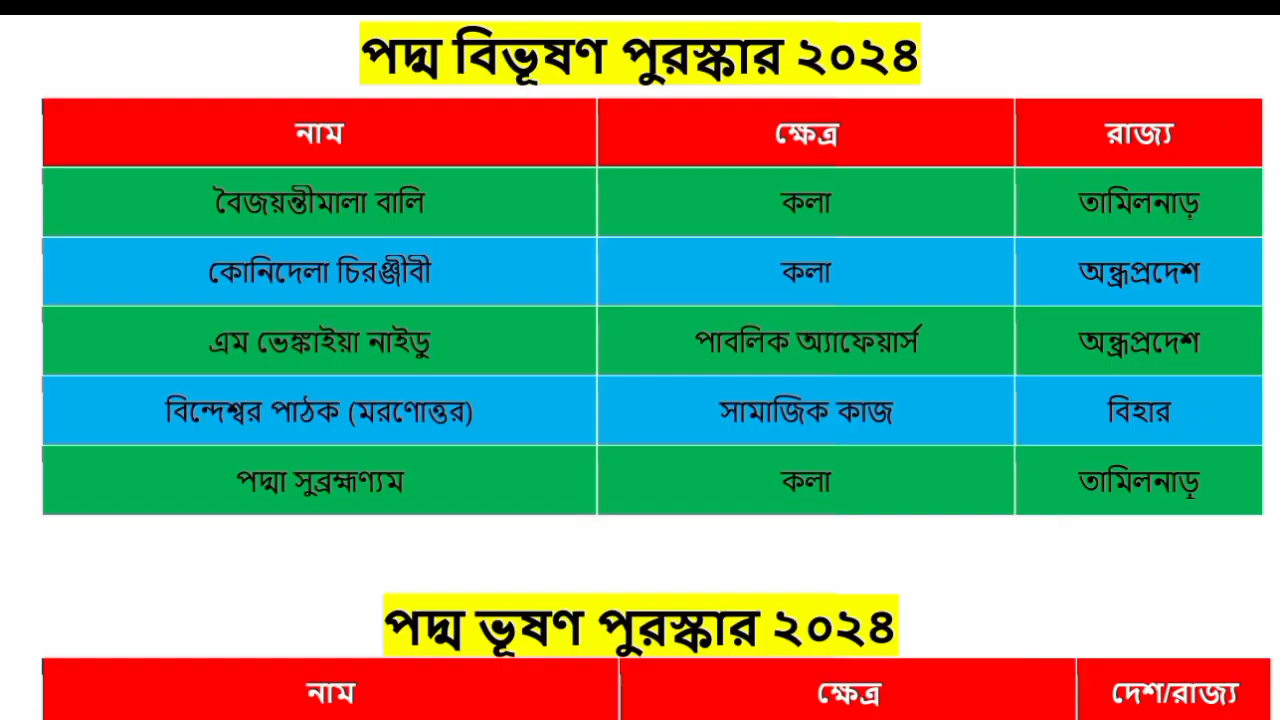 পদ্ম বিভূষণ পুরস্কার ২০২৪
নাম ক্ষেত্র রাজ্য
বৈজয়ন্তীমালা বালি কলা তামিলনাড়ু
কোনিদেলা চিরঞ্জীবী কলা অন্ধ্রপ্রদেশ
এম ভেঙ্কাইয়া নাইডু পাবলিক অ্যাফেয়ার্স অন্ধ্রপ্রদেশ
বিন্দেশ্বর পাঠক (মরণোত্তর) সামাজিক কাজ বিহার
পদ্মা সুব্রহ্মণ্যম কলা তামিলনাড়ু
পদ্ম ভূষণ পুরস্কার ২০২৪
নাম ক্ষেত্র দেশ/রাজ্য